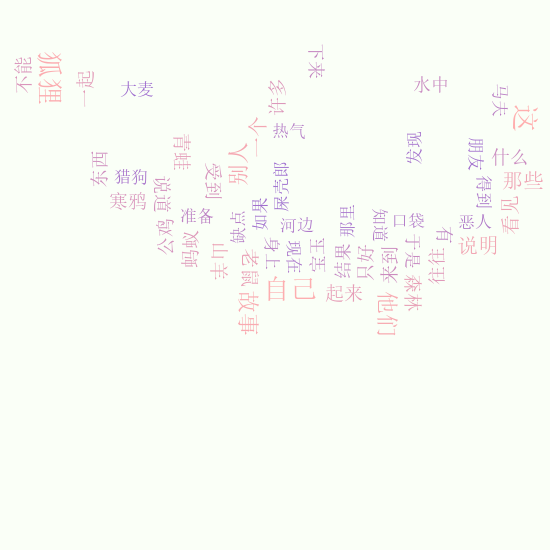 不能
狐狸
一起
大麦
下来
许多
水中
马夫
这
热气
一个
青蛙
东西
猎狗
寒鸦
说道
受到
别人
屎壳郎
发现
朋友
什么
那些
得到
看见
恶人
公鸡
准备
缺点
如果
河边
那里
知道
口袋
有
说明
蚂蚁
山羊
老鼠
身上
现在
玉宝
结果
只好
来到
于是
往往
故事
自己
起来
他们
森林